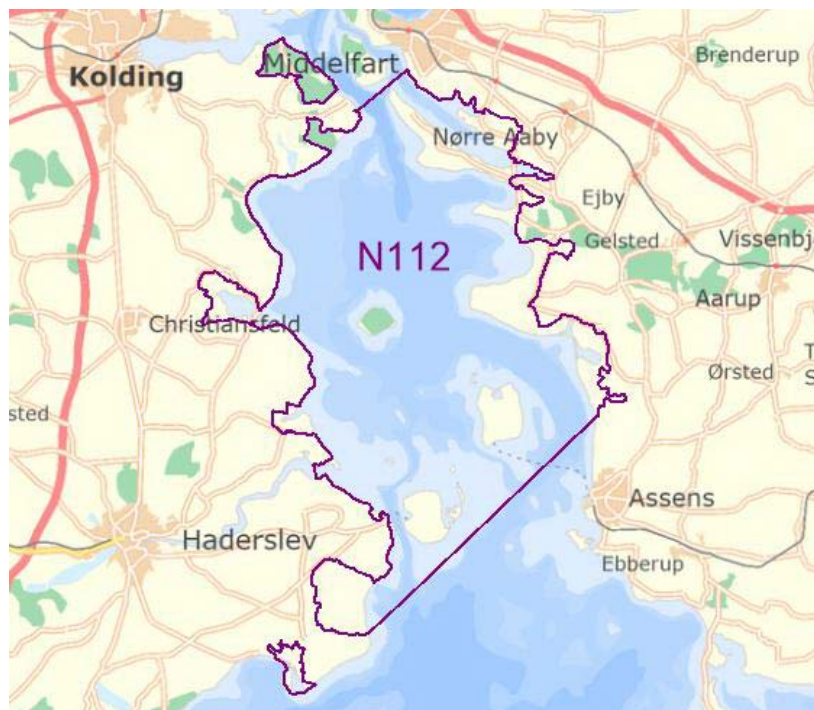 Brenderup
Middelfart
Kolding
Nørre Aaby
Ejby
Gelsted
Vissenbj
N112
Aarup
Christiansfeld
T
Ørsted
S
sted
Assens
Haderslev
Ebberup